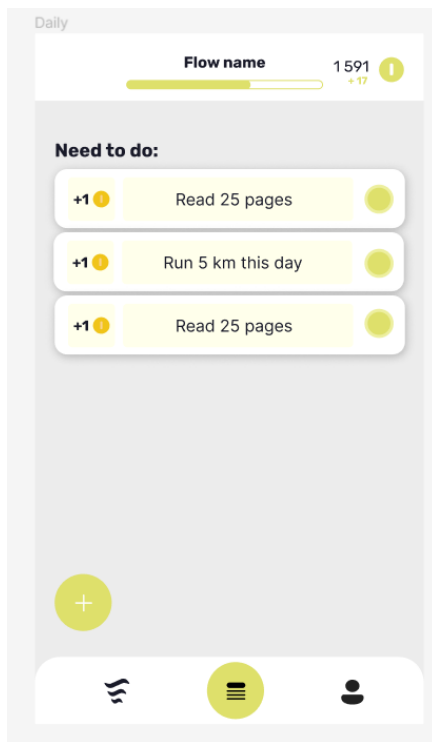 Daily
Flow name
1 591
+ 17
Need to do:
+1 Read 25 pages
+1 Run 5 km this day
+1 Read 25 pages